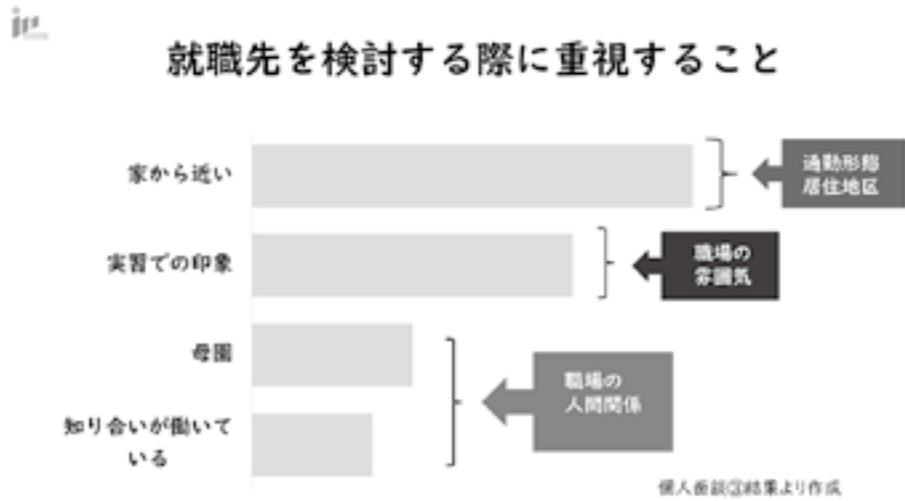 就職先を検討する際に重視すること
家から近い
通勤形態
居住地区
実習での印象
職場の
雰囲気
母園
職場の
人間関係
知り合いが働いて
いる
個人面談③結果より作成